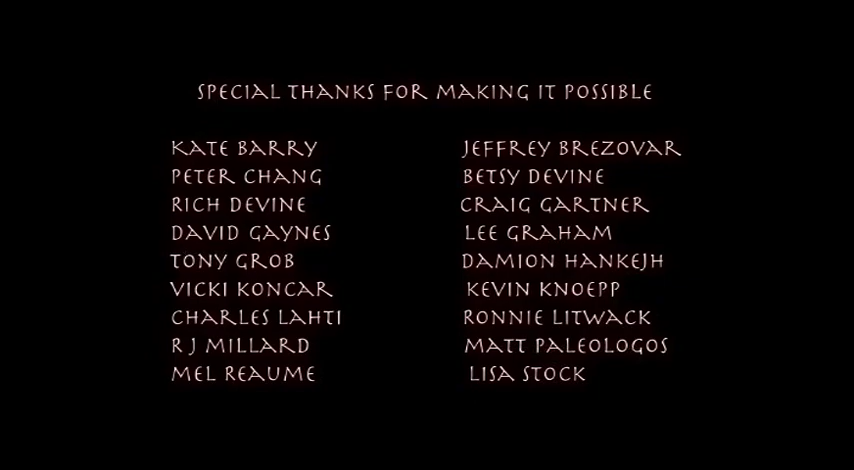 SPECIAL THANKS FOR MAKING IT POSSIBLE
KATE BARRY JEFFREY BREZOVAR
PETER CHANG BETSY DEVINE
RICH DEVINE CRAIG GARTNER
DAVID GAYNES LEE GRAHAM
TONY GROB DAMION HANKEJH
VICKI KONCAR KEVIN KNOEPP
CHARLES LAHTI RONNIE LITWACK
R J MILLARD MATT PALEOLOGOS
MEL REAUME LISA STOCK